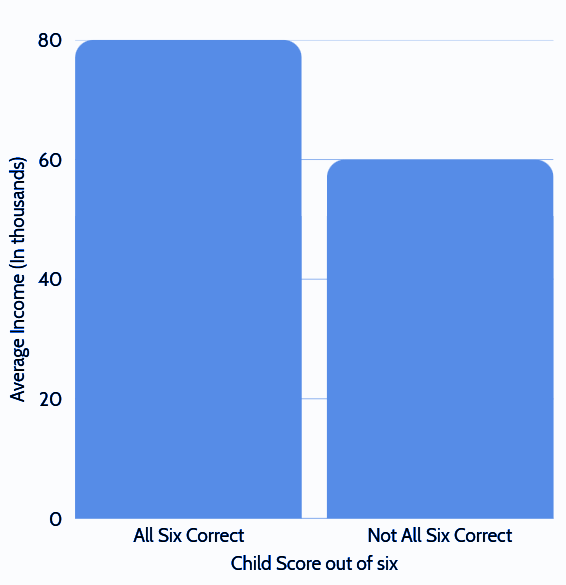 80
60
40
20
0
Average Income (In thousands)
All Six Correct
Not All Six Correct
Child Score out of six